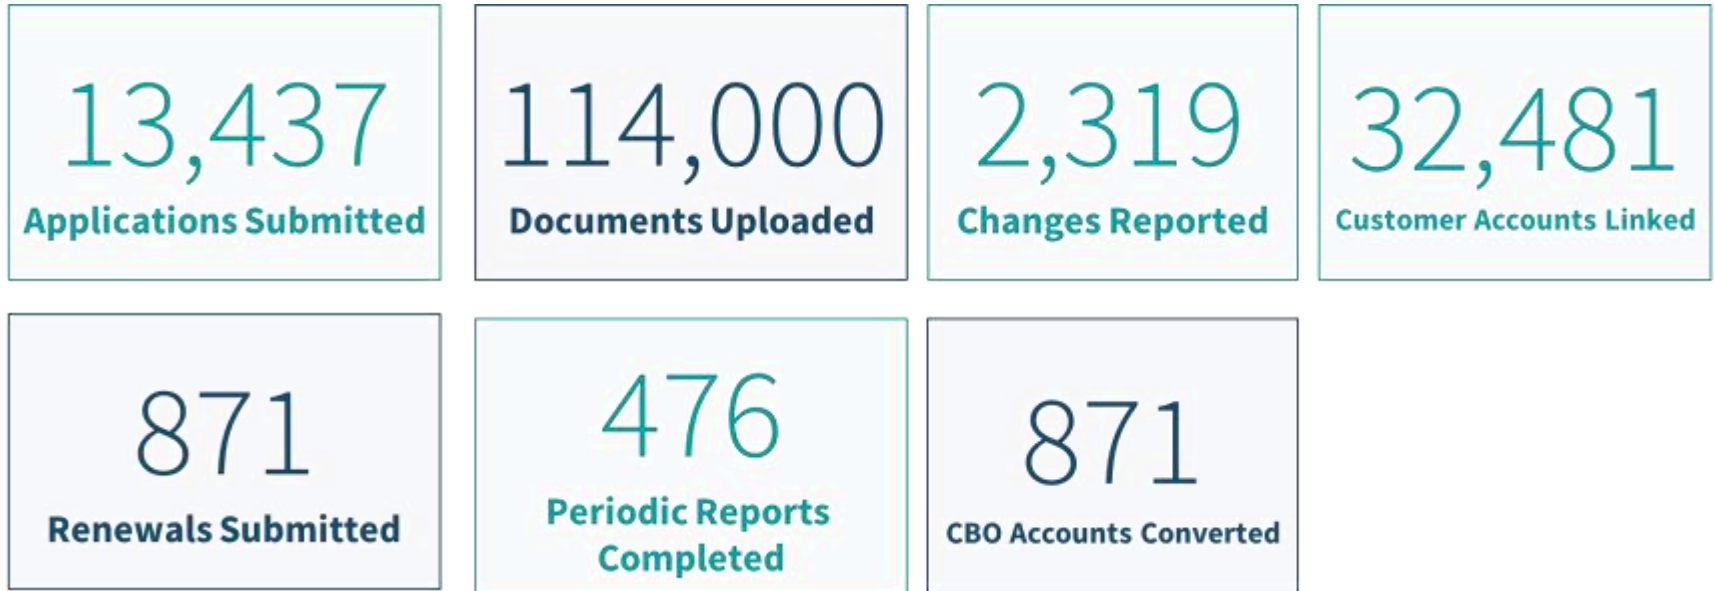 13,437
Applications Submitted
114,000
Documents Uploaded
2,319
Changes Reported
32,481
Customer Accounts Linked
871
Renewals Submitted
476
Periodic Reports
Completed
871
CBO Accounts Converted